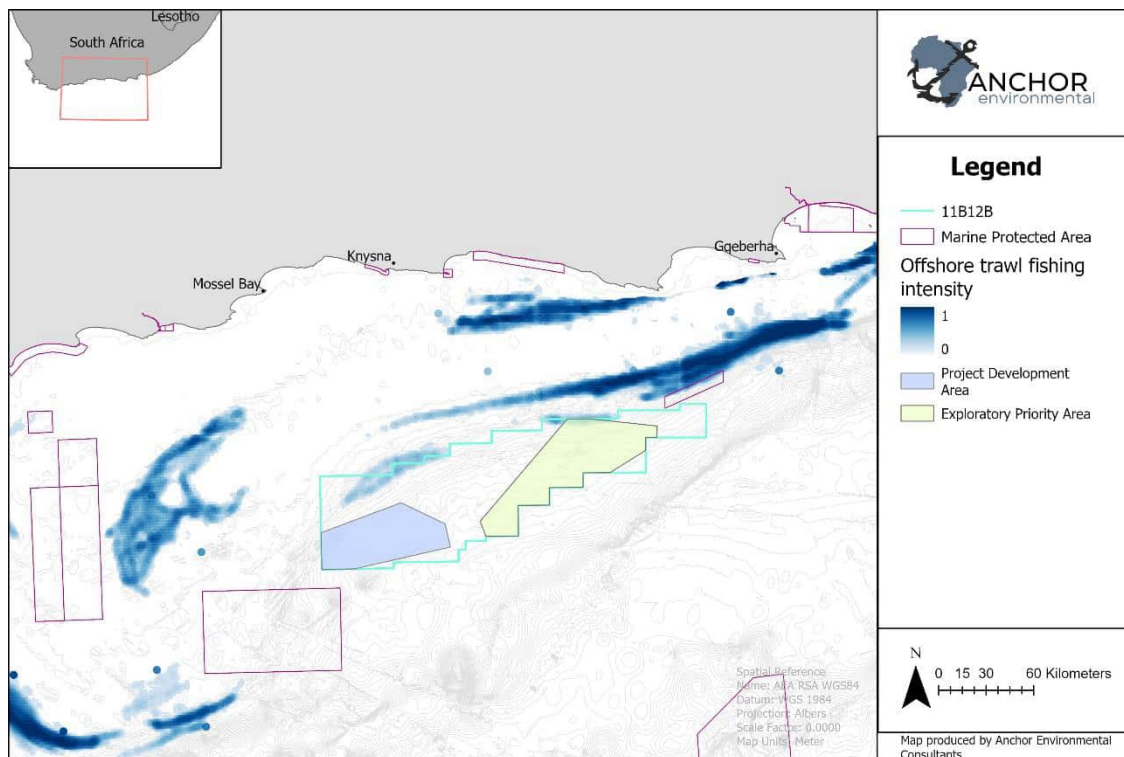 Lesotho
South Africa
Knysna
Gqeberha
Mossel Bay
Spatial Reference
Name: AEA RSA WGS84
Datum: WGS 1984
Projection: Albers
Scale Factor: 0.0000
Map Units: Meter
ANCHOR
environmental
Legend
11B12B
Marine Protected Area
Offshore trawl fishing
intensity
1
0
Project Development
Area
Exploratory Priority Area
N
0 15 30 60 Kilometers
Map produced by Anchor Environmental
Consultants